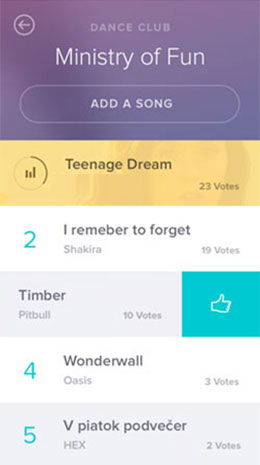 DANCE CLUB
Ministry of Fun
ADD A SONG
Teenage Dream
23 Votes
2
I remeber to forget
Shakira
19 Votes
Timber
Pitbull
10 Votes
4
Wonderwall
Oasis
3 Votes
5
V piatok podvečer
HEX
2 Votes